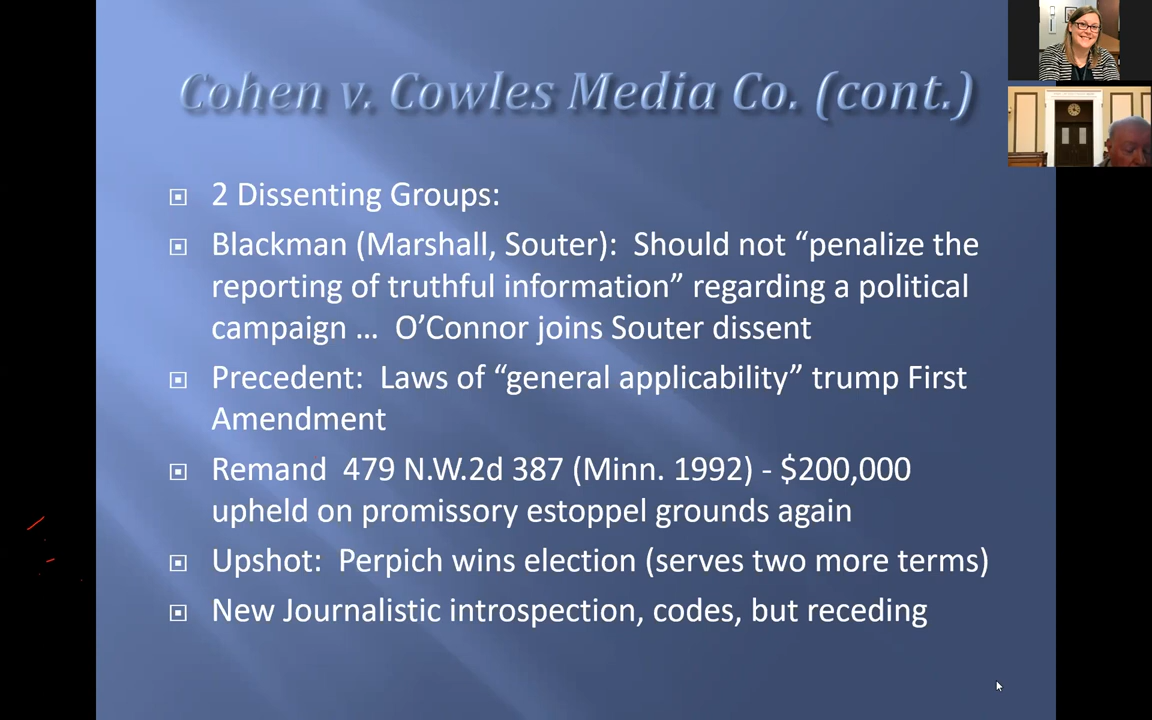 Cohen v. Cowles Media Co. (cont.)
2 Dissenting Groups:
Blackman (Marshall, Souter): Should not “penalize the
reporting of truthful information” regarding a political
campaign … O’Connor joins Souter dissent
Precedent: Laws of “general applicability” trump First
Amendment
Remand 479 N.W.2d 387 (Minn. 1992) - $200,000
upheld on promissory estoppel grounds again
Upshot: Perpich wins election (serves two more terms)
New Journalistic introspection, codes, but receding